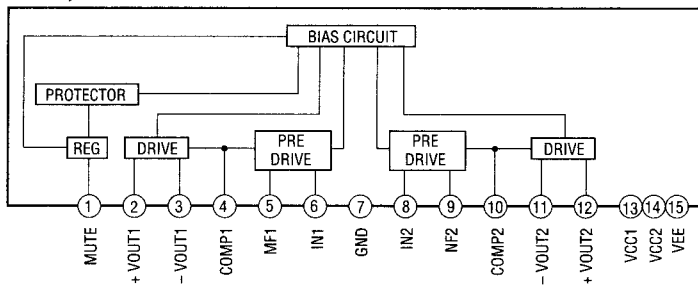 BIAS CIRCUIT
PROTECTOR
REG
DRIVE
PRE
DRIVE
PRE
DRIVE
DRIVE
1
2
3
4
5
6
7
8
9
10
11
12
13
14
15
MUTE
+ VOUT1
- VOUT1
COMP1
MF1
IN1
GND
IN2
NF2
COMP2
- VOUT2
+ VOUT2
VCC1
VCC2
VEE